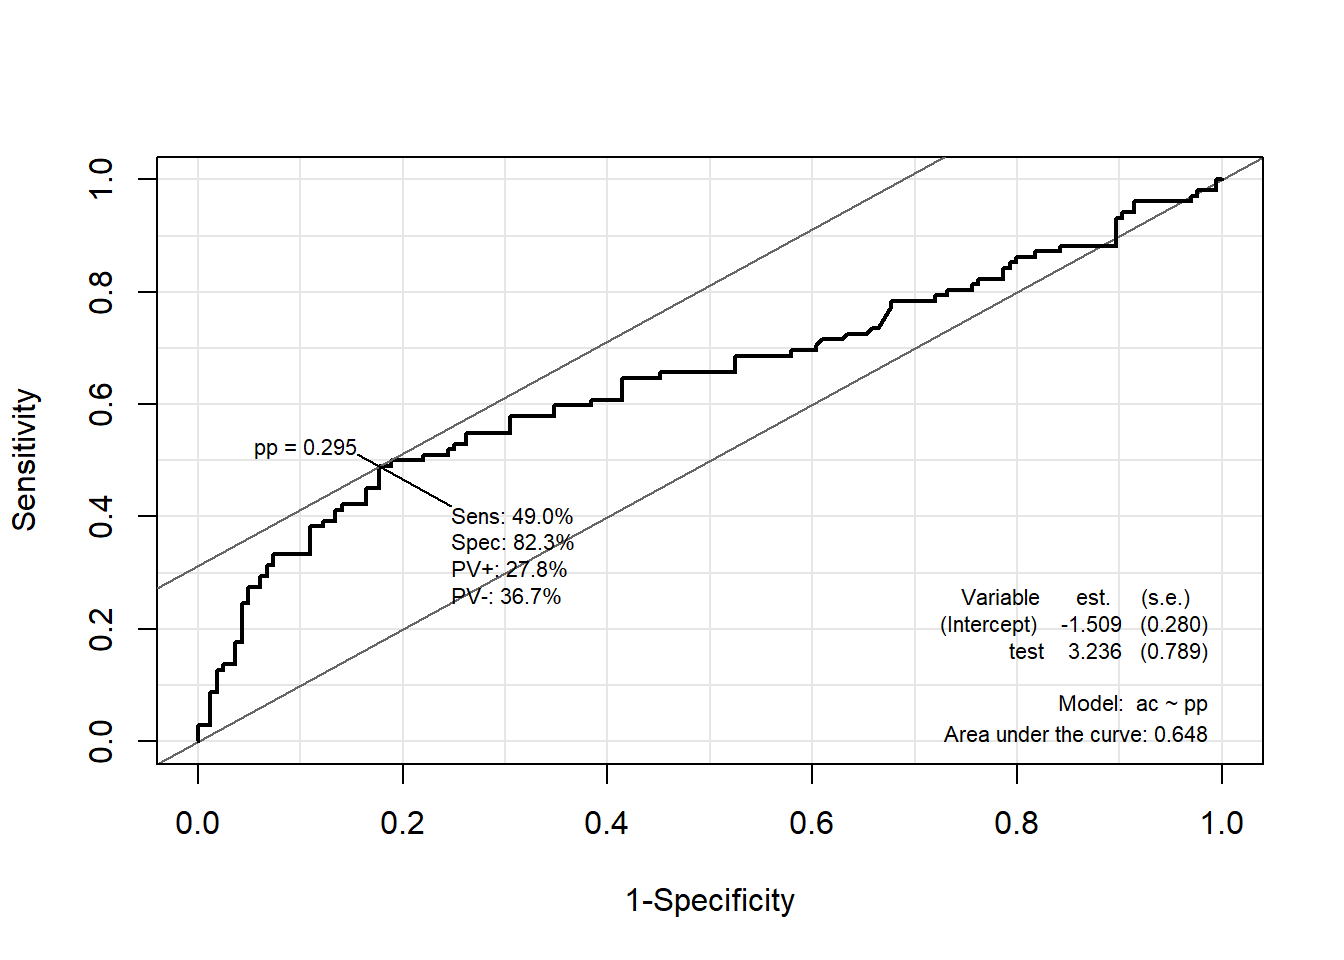 1.0
0.8
0.6
0.4
0.2
0.0
Sensitivity
pp = 0.295
Sens: 49.0%
Spec: 82.3%
PV+: 27.8%
PV-: 36.7%
Variable est. (s.e.)
(Intercept) -1.509 (0.280)
test 3.236 (0.789)
Model: ac ~ pp
Area under the curve: 0.648
0.0 0.2 0.4 0.6 0.8 1.0
1-Specificity